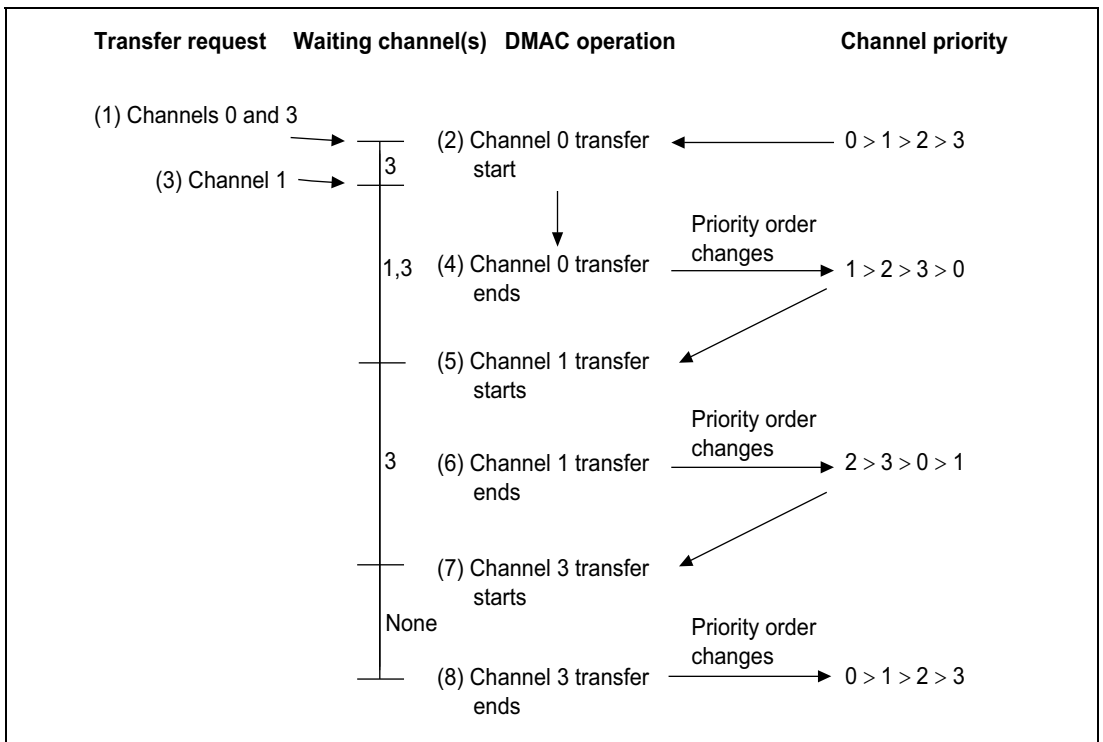 Transfer request Waiting channel(s) DMAC operation Channel priority
(1) Channels 0 and 3
(2) Channel 0 transfer
start
0 > 1 > 2 > 3
3
(3) Channel 1
Priority order
changes
1,3
(4) Channel 0 transfer
ends
1 > 2 > 3 > 0
(5) Channel 1 transfer
starts
Priority order
changes
3
(6) Channel 1 transfer
ends
2 > 3 > 0 > 1
(7) Channel 3 transfer
starts
None
Priority order
changes
(8) Channel 3 transfer
ends
0 > 1 > 2 > 3